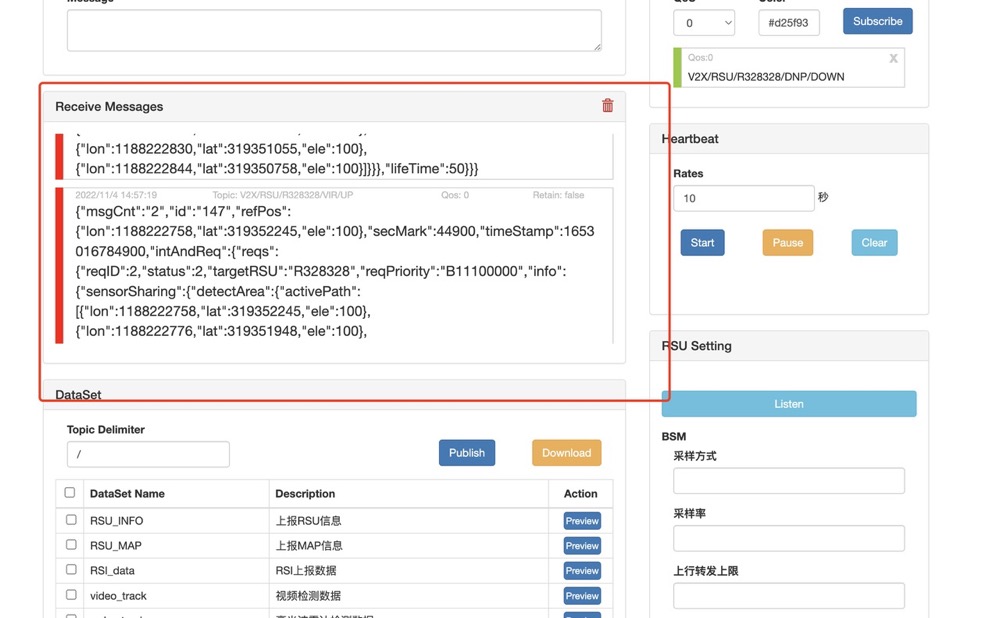 Message
Receive Messages
{"lon":1188222830,"lat":319351055,"ele":100},
{"lon":1188222844,"lat":319350758,"ele":100}]}}},"lifeTime":50}}}
2022/11/4 14:57:19 Topic: V2X/RSU/R328328/VIR/UP Qos: 0 Retain: false
{"msgCnt":"2","id":"147","refPos":
{"lon":1188222758,"lat":319352245,"ele":100},"secMark":44900,"timeStamp":1653
016784900,"intAndReq":{"reqs":
{"reqID":2,"status":2,"targetRSU":"R328328","reqPriority":"B11100000","info":
{"sensorSharing":{"detectArea":{"activePath":
[{"lon":1188222758,"lat":319352245,"ele":100},
{"lon":1188222776,"lat":319351948,"ele":100},
DataSet
Topic Delimiter
/
Publish
Download
DataSet Name Description Action
RSU_INFO 上报RSU信息 Preview
RSU_MAP 上报MAP信息 Preview
RSI_data RSI上报数据 Preview
video_track 视频检测数据 Preview
QoS Color
0 #d25f93 Subscribe
Qos:0 X
V2X/RSU/R328328/DNP/DOWN
Heartbeat
Rates
10 秒
Start Pause Clear
RSU Setting
Listen
BSM
采样方式
采样率
上行转发上限